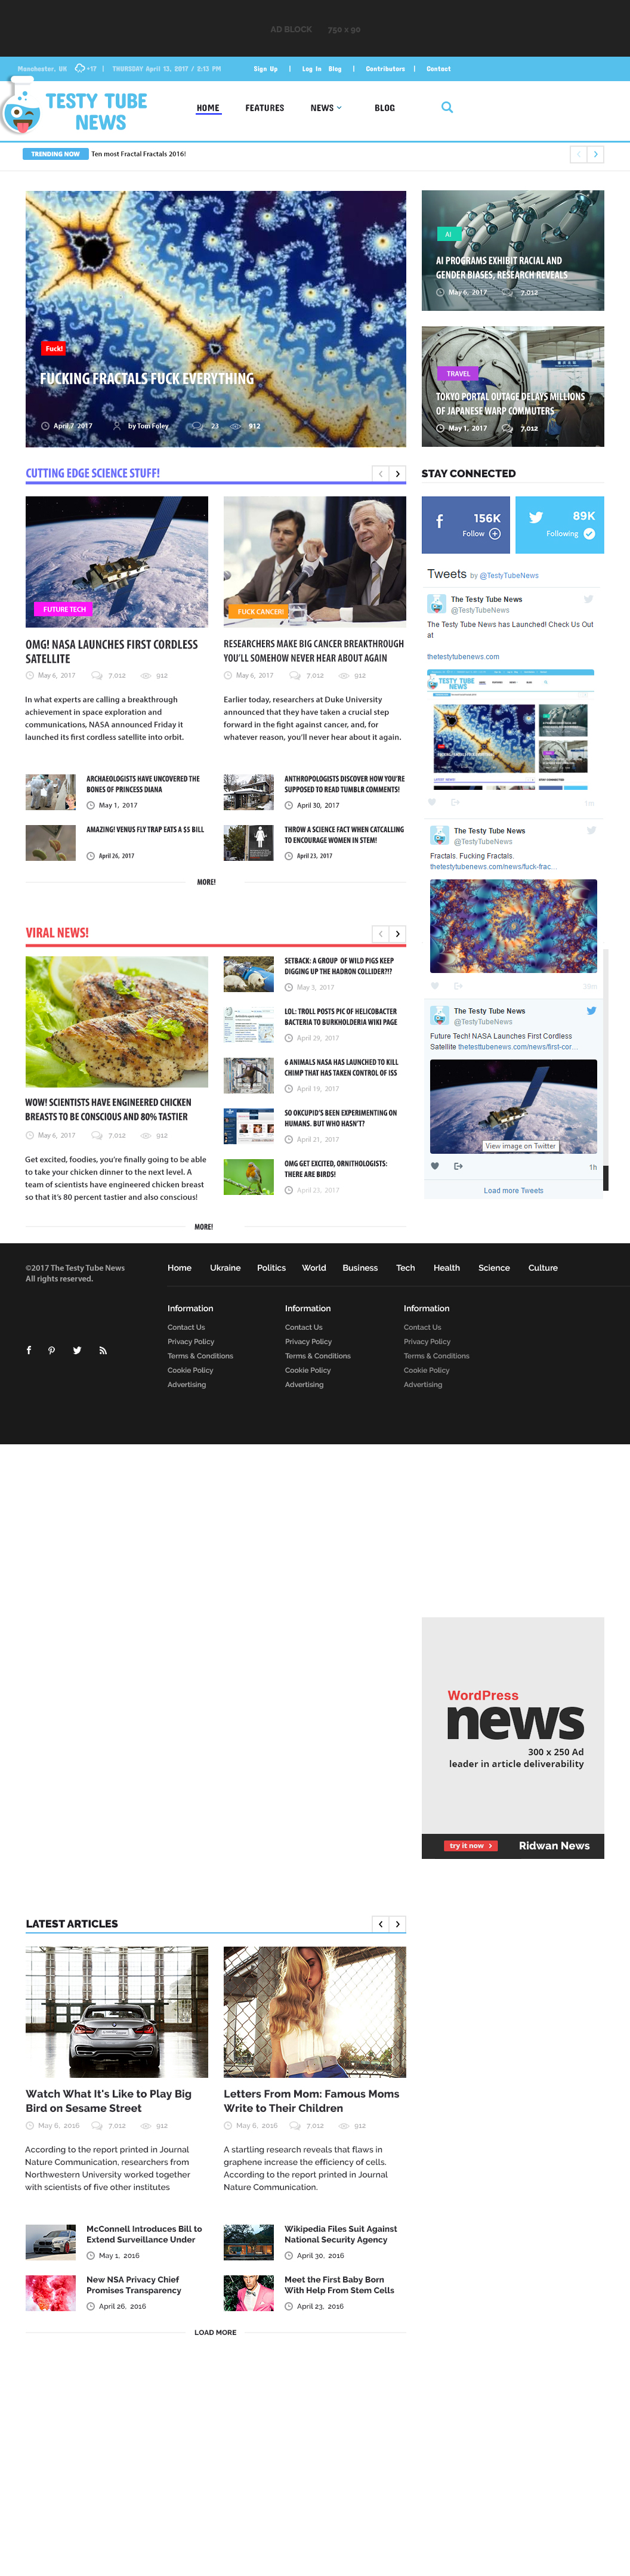 AD BLOCK 750 x 90
Manchester, UK +17 | THURSDAY April 13, 2017 / 2:13 PM Sign Up | Log In Blog | Contributors | Contact
TESTY TUBE
NEWS
HOME FEATURES NEWS BLOG
TRENDING NOW Ten most Fractal Fractals 2016!
Fuck!
FUCKING FRACTALS FUCK EVERYTHING
April,7 2017 by Tom Foley 23 912
AI
AI PROGRAMS EXHIBIT RACIAL AND
GENDER BIASES, RESEARCH REVEALS
May 6, 2017 7,012
TRAVEL
TOKYO PORTAL OUTAGE DELAYS MILLIONS
OF JAPANESE WARP COMMUTERS
May 1, 2017 7,012
CUTTING EDGE SCIENCE STUFF!
FUTURE TECH
OMG! NASA LAUNCHES FIRST CORDLESS
SATELLITE
May 6, 2017 7,012 912
In what experts are calling a breakthrough
achievement in space exploration and
communications, NASA announced Friday it
launched its first cordless satellite into orbit.
FUCK CANCER!
RESEARCHERS MAKE BIG CANCER BREAKTHROUGH
YOU'LL SOMEHOW NEVER HEAR ABOUT AGAIN
May 6, 2017 7,012 912
Earlier today, researchers at Duke University
announced that they have taken a crucial step
forward in the fight against cancer, and, for
whatever reason, you'll never hear about it again.
ARCHAEOLOGISTS HAVE UNCOVERED THE
BONES OF PRINCESS DIANA
May 1, 2017
ANTHROPOLOGISTS DISCOVER HOW YOU'RE
SUPPOSED TO READ TUMBLR COMMENTS!
April 30, 2017
AMAZING! VENUS FLY TRAP EATS A $5 BILL
April 26, 2017
THROW A SCIENCE FACT WHEN CATCALLING
TO ENCOURAGE WOMEN IN STEM!
April 23, 2017
MORE!
STAY CONNECTED
156K
Follow
89K
Following
Tweets by @TestyTubeNews
The Testy Tube News
@TestyTubeNews
The Testy Tube News has Launched! Check Us Out
at
thetestytubenews.com
TESTY TUBE
NEWS
1m
The Testy Tube News
@TestyTubeNews
Fractals. Fucking Fractals.
thetestytubenews.com/news/fuck-frac...
36m
The Testy Tube News
@TestyTubeNews
Future Tech! NASA Launches First Cordless
Satellite thetesttubenews.com/news/first-cor...
View image on Twitter
1h
Load more Tweets
VIRAL NEWS!
WOW! SCIENTISTS HAVE ENGINEERED CHICKEN
BREASTS TO BE CONSCIOUS AND 80% TASTIER
May 6, 2017 7,012 912
Get excited, foodies, you're finally going to be able
to take your chicken dinner to the next level. A
team of scientists have engineered chicken breast
so that it's 80 percent tastier and also conscious!
SETBACK: A GROUP OF WILD PIGS KEEP
DIGGING UP THE HADRON COLLIDER?!?
May 3, 2017
LOL: TROLL POSTS PIC OF HELICOBACTER
BACTERIA TO BURKHOLDERIA WIKI PAGE
April 29, 2017
6 ANIMALS NASA HAS LAUNCHED TO KILL
CHIMP THAT HAS TAKEN CONTROL OF ISS
April 19, 2017
SO OKCUPID'S BEEN EXPERIMENTING ON
HUMANS. BUT WHO HASN'T?
April 21, 2017
OMG GET EXCITED, ORNITHOLOGISTS:
THERE ARE BIRDS!
April 23, 2017
MORE!
©2017 The Testy Tube News
All rights reserved.
Home Ukraine Politics World Business Tech Health Science Culture
Information Information Information
Contact Us Contact Us Contact Us
Privacy Policy Privacy Policy Privacy Policy
Terms & Conditions Terms & Conditions Terms & Conditions
Cookie Policy Cookie Policy Cookie Policy
Advertising Advertising Advertising
WordPress
news
300 x 250 Ad
leader in article deliverability
try it now Ridwan News
LATEST ARTICLES
Watch What It's Like to Play Big
Bird on Sesame Street
May 6, 2016 7,012 912
According to the report printed in Journal
Nature Communication, researchers from
Northwestern University worked together
with scientists of five other institutes
Letters From Mom: Famous Moms
Write to Their Children
May 6, 2016 7,012 912
A startling research reveals that flaws in
graphene increase the efficiency of cells.
According to the report printed in Journal
Nature Communication.
McConnell Introduces Bill to
Extend Surveillance Under
May 1, 2016
Wikipedia Files Suit Against
National Security Agency
April 30, 2016
New NSA Privacy Chief
Promises Transparency
April 26, 2016
Meet the First Baby Born
With Help From Stem Cells
April 23, 2016
LOAD MORE